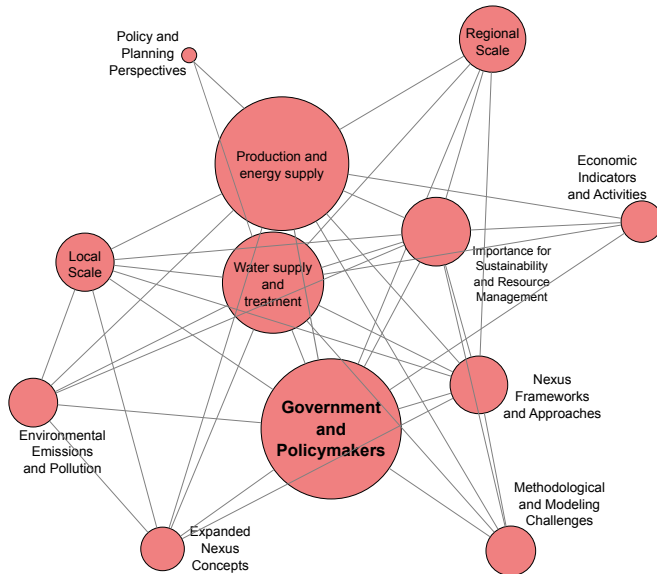 Policy and
Planning
Perspectives
Regional
Scale
Production and
energy supply
Economic
Indicators
and Activities
Local
Scale
Water supply
and
treatment
Importance for
Sustainability
and Resource
Management
Government
and
Policymakers
Nexus
Frameworks
and Approaches
Environmental
Emissions
and Pollution
Expanded
Nexus
Concepts
Methodological
and Modeling
Challenges